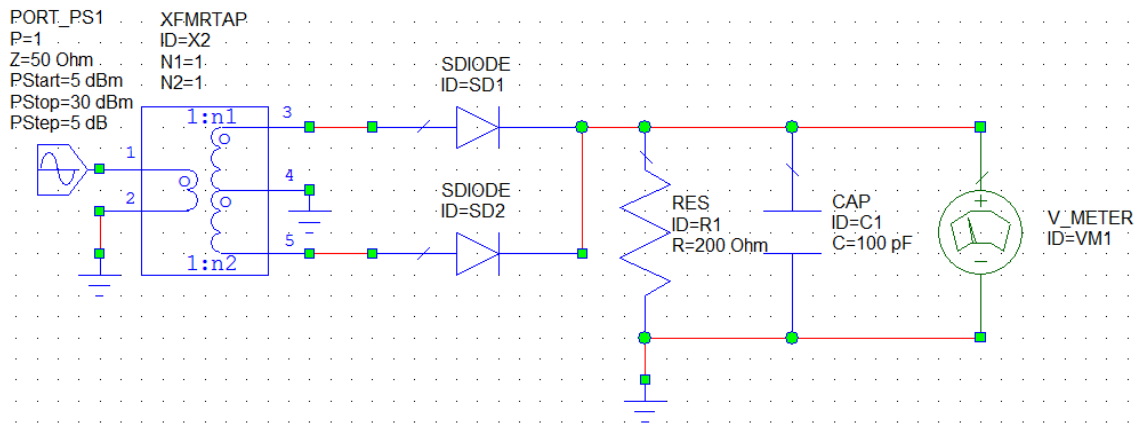 PORT_PS1
P=1
Z=50 Ohm
PStart=5 dBm
PStop=30 dBm
PStep=5 dB
XFMRTAP
ID=X2
N1=1
N2=1
1:n1
1
2
3
4
5
1:n2
SDIODE
ID=SD1
SDIODE
ID=SD2
RES
ID=R1
R=200 Ohm
CAP
ID=C1
C=100 pF
V_METER
ID=VM1